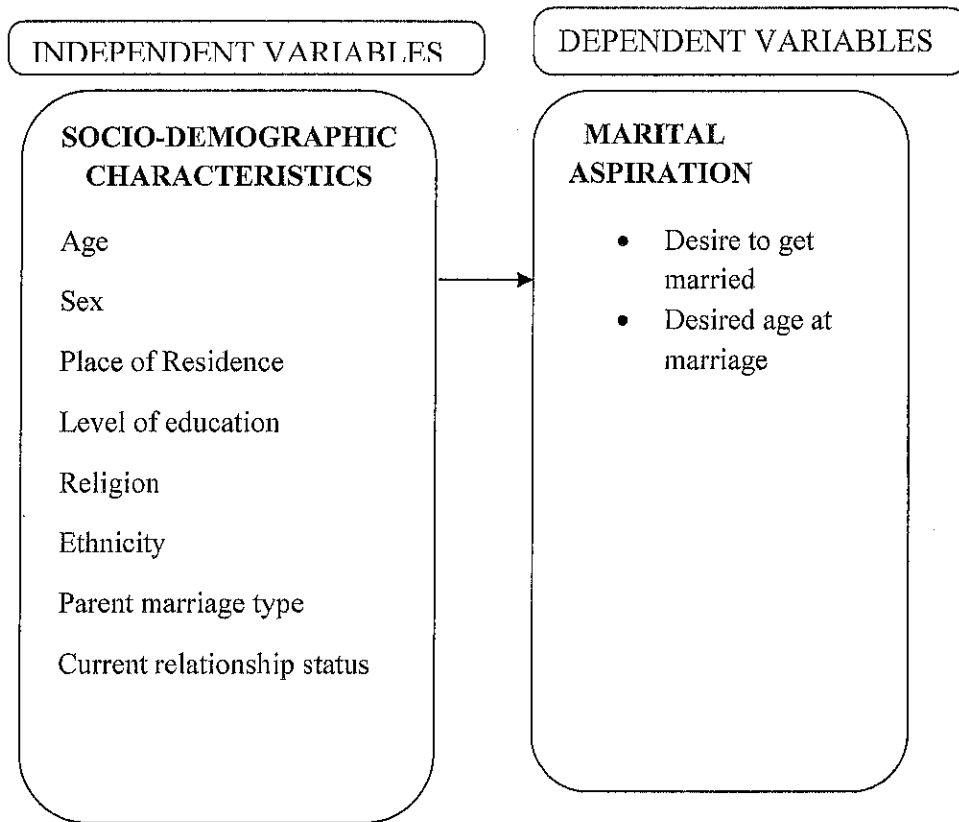 INDEPENDENT VARIABLES
DEPENDENT VARIABLES
SOCIO-DEMOGRAPHIC
CHARACTERISTICS
Age
Sex
Place of Residence
Level of education
Religion
Ethnicity
Parent marriage type
Current relationship status
MARITAL
ASPIRATION
• Desire to get
married
• Desired age at
marriage